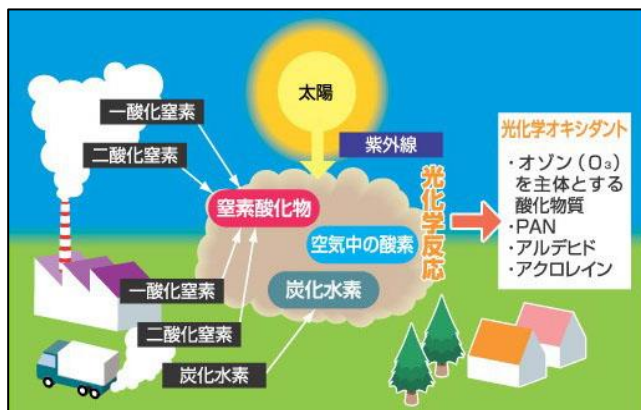 太陽
一酸化窒素
二酸化窒素
紫外線
窒素酸化物
空気中の酸素
炭化水素
光化学反応
一酸化窒素
二酸化窒素
炭化水素
光化学オキシダント
・オゾン(O₃)
を主体とする
酸化物質
・PAN
・アルデヒド
・アクロレイン